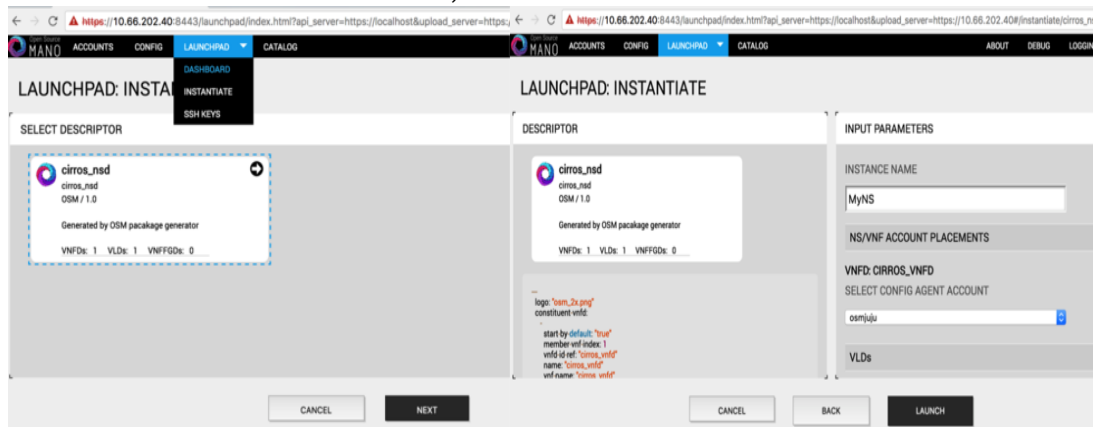 https://10.66.202.40:8443/launchpad/index.html?api_server=https://localhost&upload_server=https:
Open Source
MANO ACCOUNTS CONFIG LAUNCHPAD CATALOG
DASHBOARD
INSTANTIATE
SSH KEYS
LAUNCHPAD: INSTA
SELECT DESCRIPTOR
cirros_nsd
cirros_nsd
OSM / 1.0
Generated by OSM pacakage generator
VNFDs: 1 VLDs: 1 VNFFGDs: 0
CANCEL NEXT
https://10.66.202.40:8443/launchpad/index.html?api_server=https://localhost&upload_server=https://10.66.202.40#/instantiate/cirros_ns
Open Source
MANO ACCOUNTS CONFIG LAUNCHPAD CATALOG ABOUT DEBUG LOGGIN
LAUNCHPAD: INSTANTIATE
DESCRIPTOR
cirros_nsd
cirros_nsd
OSM / 1.0
Generated by OSM pacakage generator
VNFDs: 1 VLDs: 1 VNFFGDs: 0
logo: "osm_2x.png"
constituent-vnfd:
-
start-by-default: "true"
member-vnf-index: 1
vnfd-id-ref: "cirros_vnfd"
name: "cirros_vnfd"
vnf-name: "cirros_vnfd"
INPUT PARAMETERS
INSTANCE NAME
MyNS
NS/VNF ACCOUNT PLACEMENTS
VNFD: CIRROS_VNFD
SELECT CONFIG AGENT ACCOUNT
osmjuju
VLDs
CANCEL BACK LAUNCH